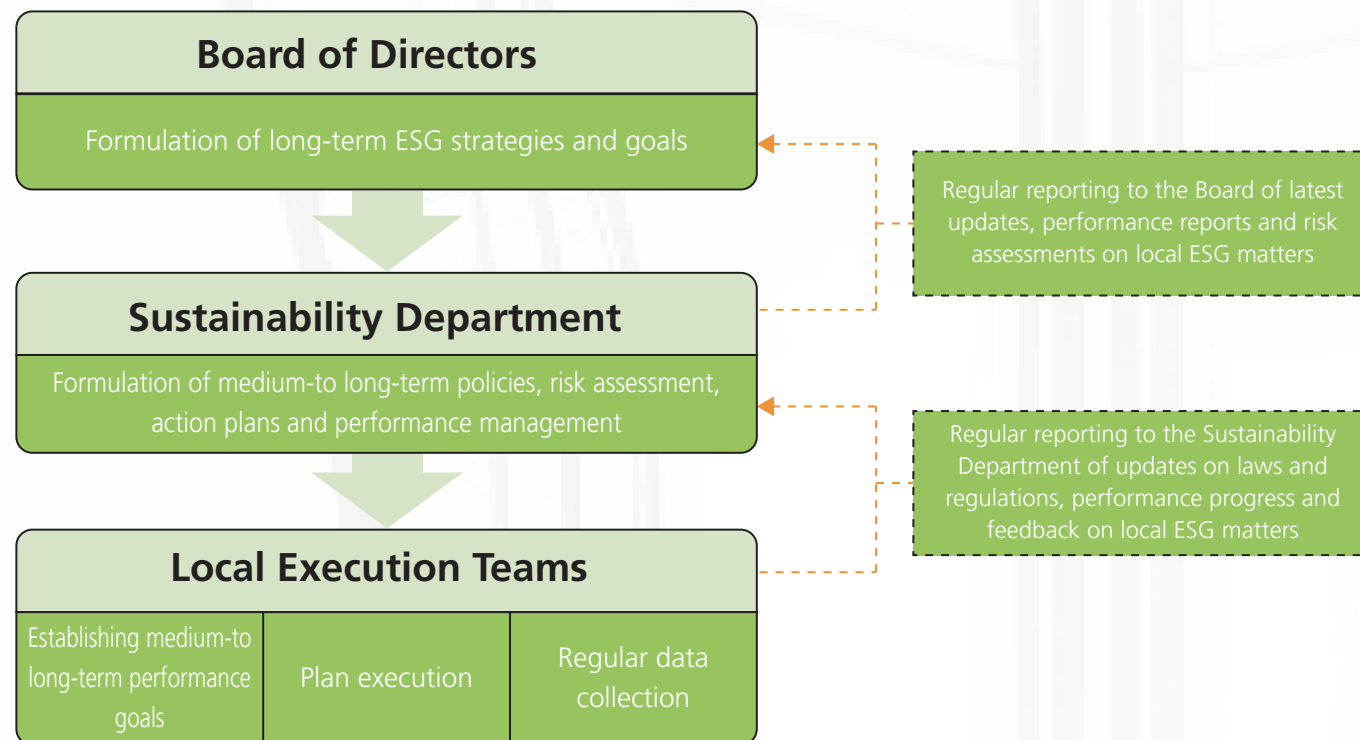 Board of Directors
Formulation of long-term ESG strategies and goals
Regular reporting to the Board of latest
updates, performance reports and risk
assessments on local ESG matters
Sustainability Department
Formulation of medium-to long-term policies, risk assessment,
action plans and performance management
Regular reporting to the Sustainability
Department of updates on laws and
regulations, performance progress and
feedback on local ESG matters
Local Execution Teams
Establishing medium-to
long-term performance
goals
Plan execution
Regular data
collection